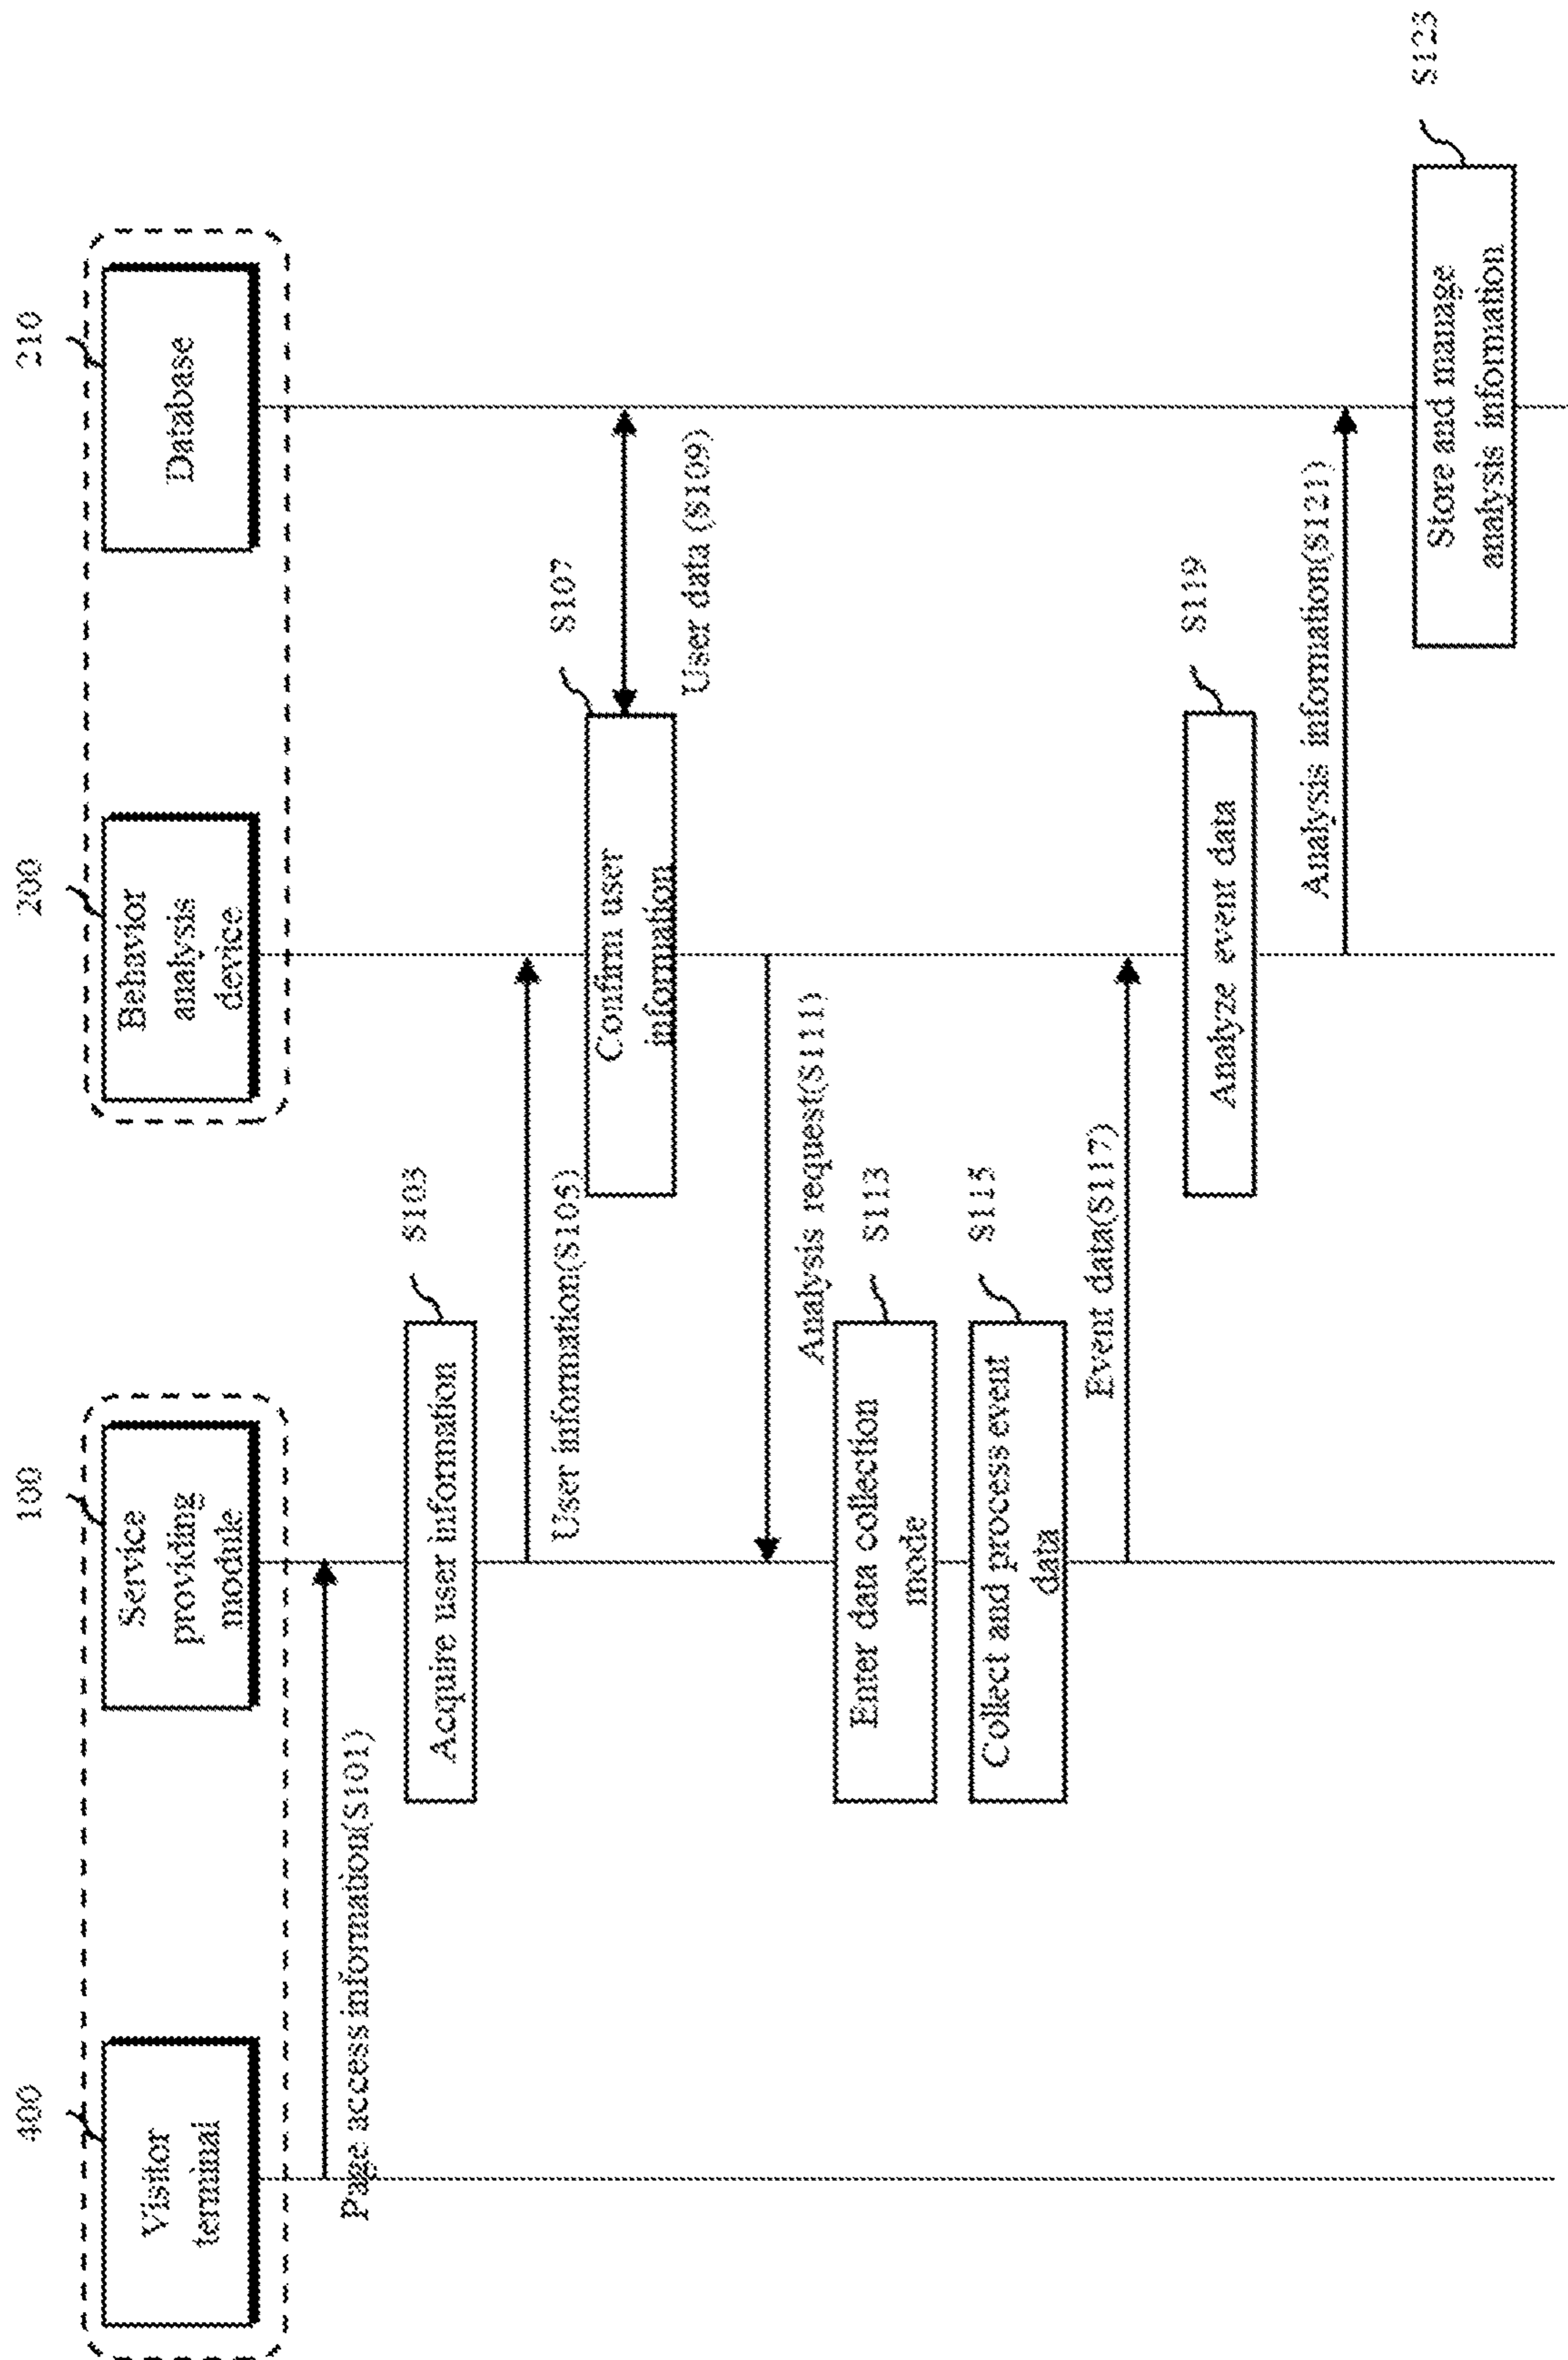 400
100
200
210
Visitor
terminal
Service
providing
module
Behavior
analysis
device
Database
Page access information(S101)
S103
Acquire user information
User information(S105)
S107
Confirm user
information
User data (S109)
Analysis request(S111)
S113
Enter data collection
mode
S115
Collect and process event
data
Event data(S117)
S119
Analyze event data
Analysis information(S121)
S123
Store and manage
analysis information